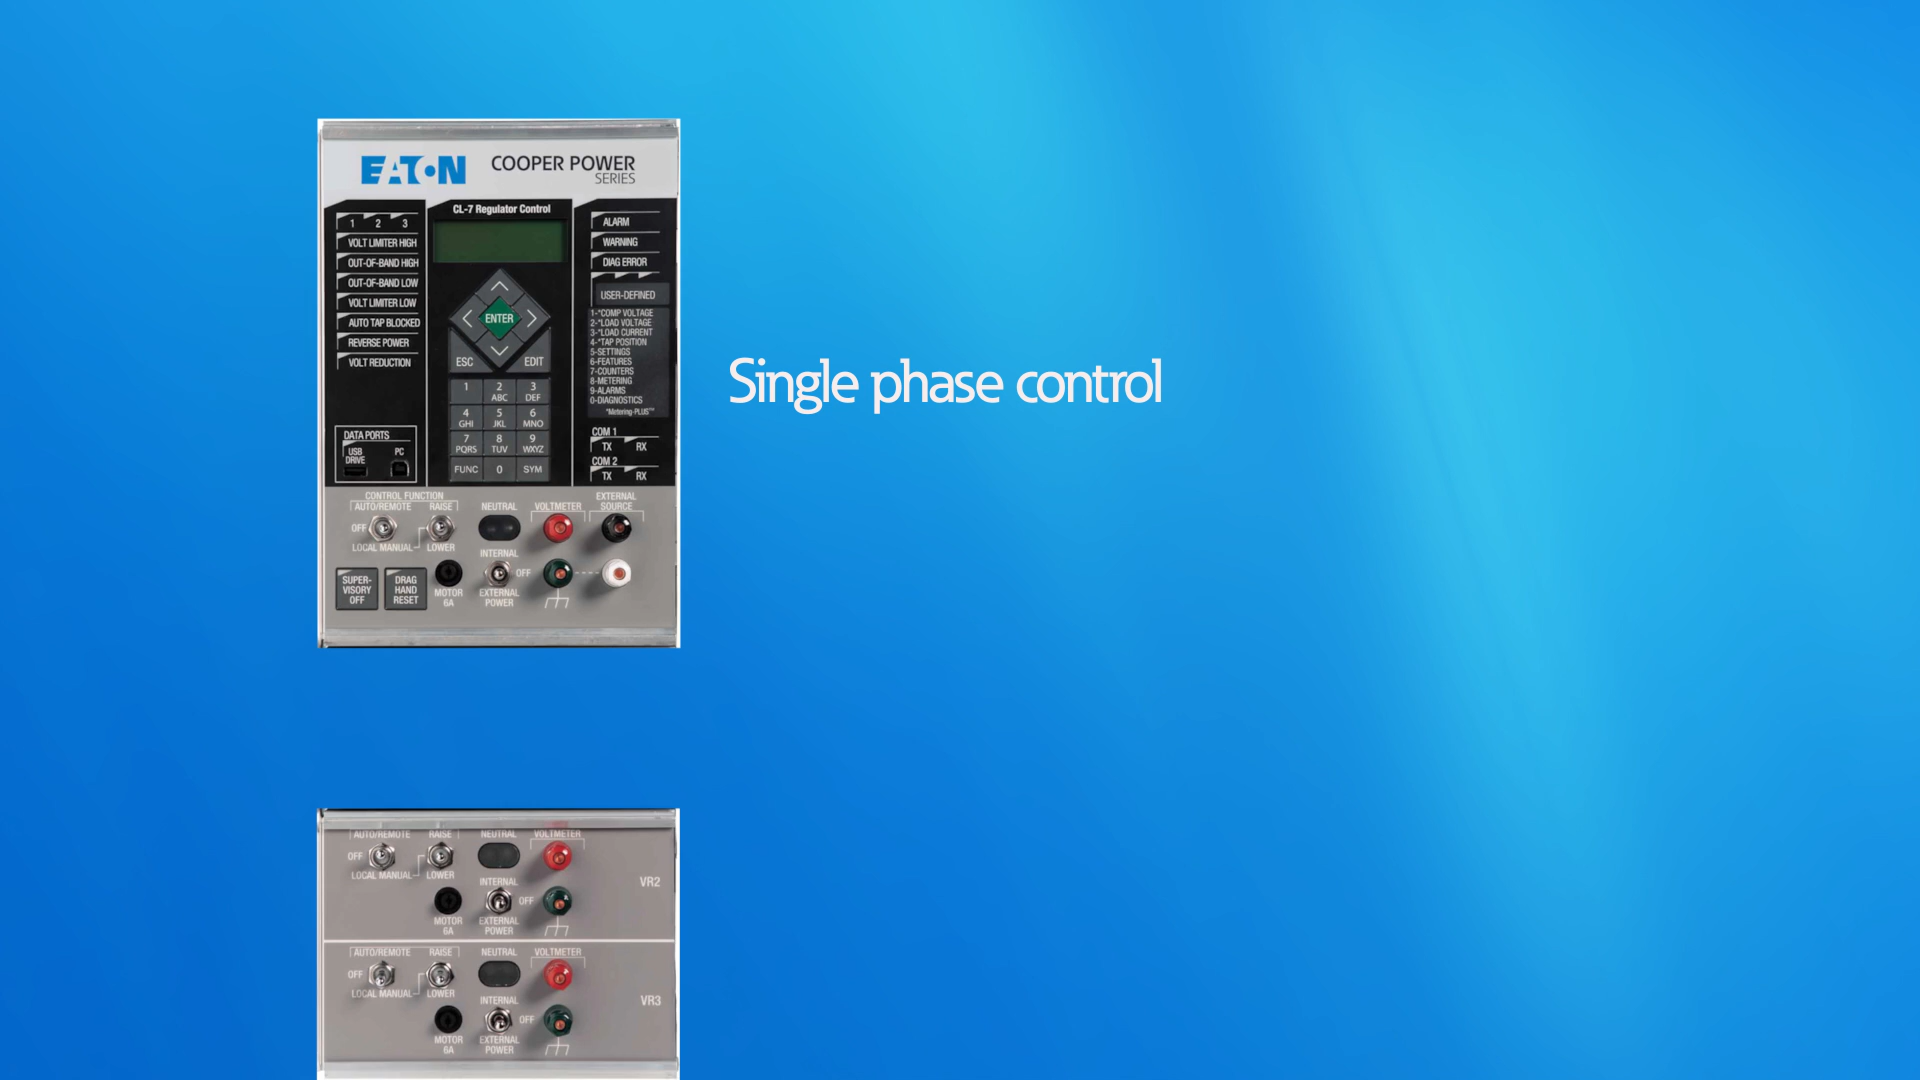 EATON COOPER POWER
SERIES
CL-7 Regulator Control
1 2 3
VOLT LIMITER HIGH
OUT-OF-BAND HIGH
OUT-OF-BAND LOW
VOLT LIMITER LOW
AUTO TAP BLOCKED
REVERSE POWER
VOLT REDUCTION
DATA PORTS
USB DRIVE PC
ENTER
ESC EDIT
1 2 ABC 3 DEF
4 GHI 5 JKL 6 MNO
7 PQRS 8 TUV 9 WXYZ
FUNC 0 SYM
ALARM
WARNING
DIAG ERROR
USER-DEFINED
1-*COMP VOLTAGE
2-*LOAD VOLTAGE
3-*LOAD CURRENT
4-*TAP POSITION
5-SETTINGS
6-FEATURES
7-COUNTERS
8-METERING
9-ALARMS
0-DIAGNOSTICS
*Metering-PLUS™
COM 1
TX RX
COM 2
TX RX
Single phase control
CONTROL FUNCTION
AUTO/REMOTE RAISE NEUTRAL VOLTMETER EXTERNAL SOURCE
OFF
LOCAL MANUAL LOWER
INTERNAL
OFF
SUPER-VISORY OFF DRAG HAND RESET MOTOR 6A EXTERNAL POWER
AUTO/REMOTE RAISE NEUTRAL VOLTMETER
OFF
LOCAL MANUAL LOWER
INTERNAL VR2
OFF
MOTOR 6A EXTERNAL POWER
AUTO/REMOTE RAISE NEUTRAL VOLTMETER
OFF
LOCAL MANUAL LOWER
INTERNAL VR3
OFF
MOTOR 6A EXTERNAL POWER